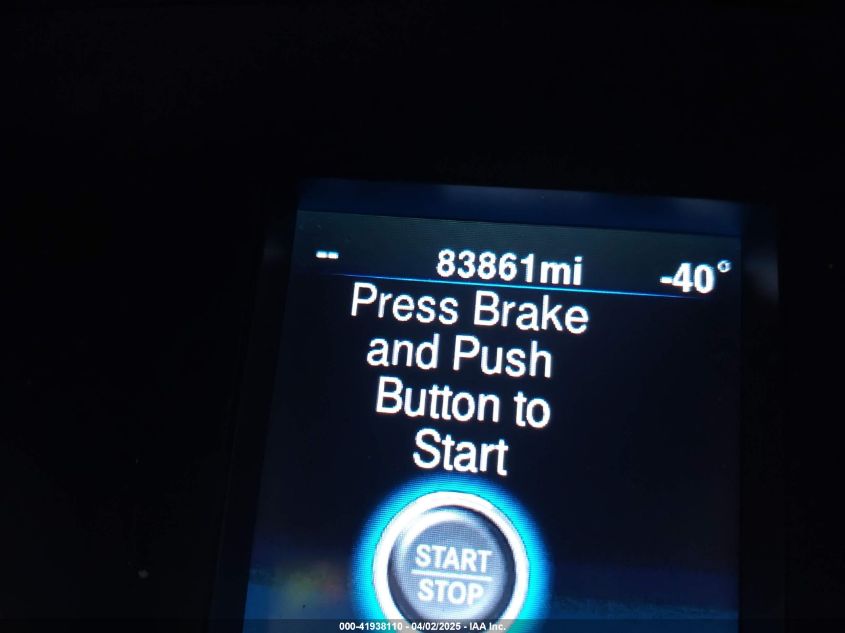 -- 83861mi -40°
Press Brake
and Push
Button to
Start
START
STOP
000-41938110 - 04/02/2025 - IAA Inc.